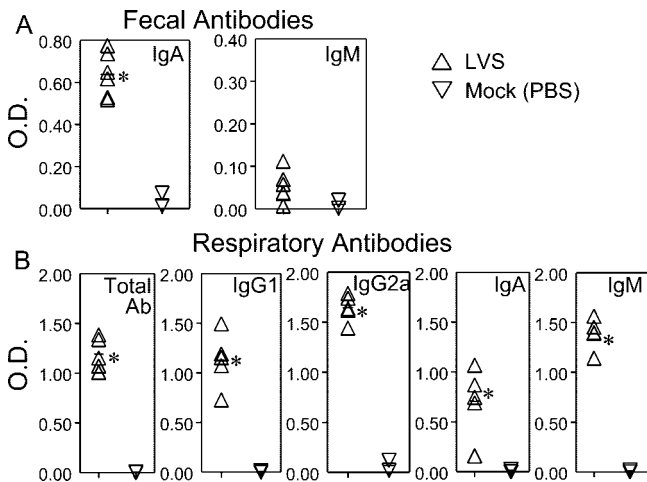 A Fecal Antibodies
0.80
0.60
0.40
0.20
0.00
O.D.
IgA
*
0.40
0.30
0.20
0.10
0.00
IgM
LVS
Mock (PBS)
B Respiratory Antibodies
2.00
1.50
1.00
0.50
0.00
O.D.
Total
Ab
*
2.00
1.50
1.00
0.50
0.00
IgG1
*
2.00
1.50
1.00
0.50
0.00
IgG2a
*
2.00
1.50
1.00
0.50
0.00
IgA
*
2.00
1.50
1.00
0.50
0.00
IgM
*